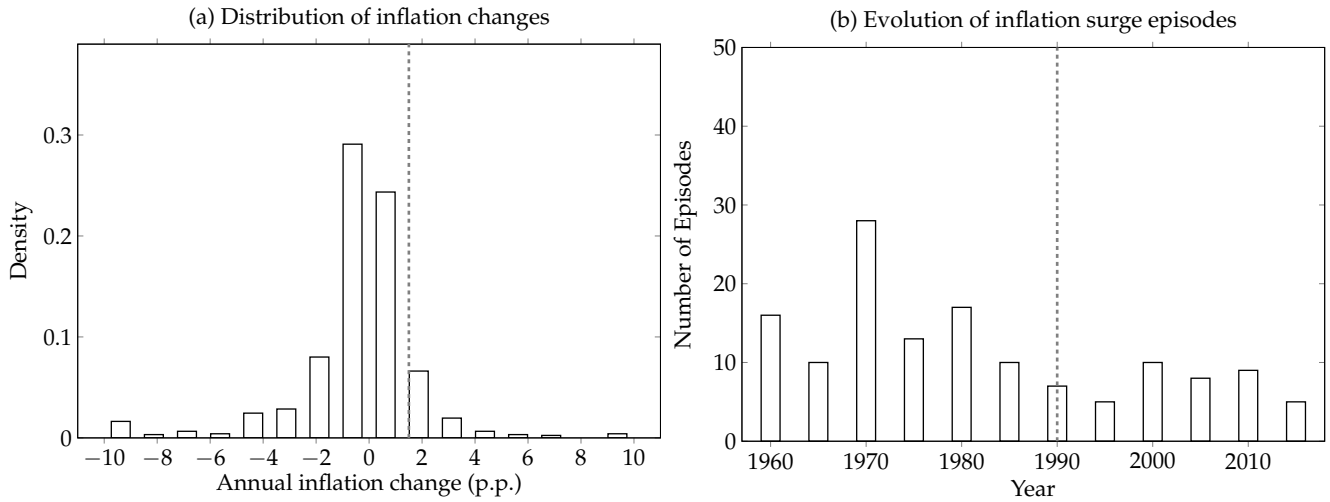 (a) Distribution of inflation changes
0.3
0.2
0.1
0
Density
−10 −8 −6 −4 −2 0 2 4 6 8 10
Annual inflation change (p.p.)
(b) Evolution of inflation surge episodes
50
40
30
20
10
0
Number of Episodes
1960 1970 1980 1990 2000 2010
Year